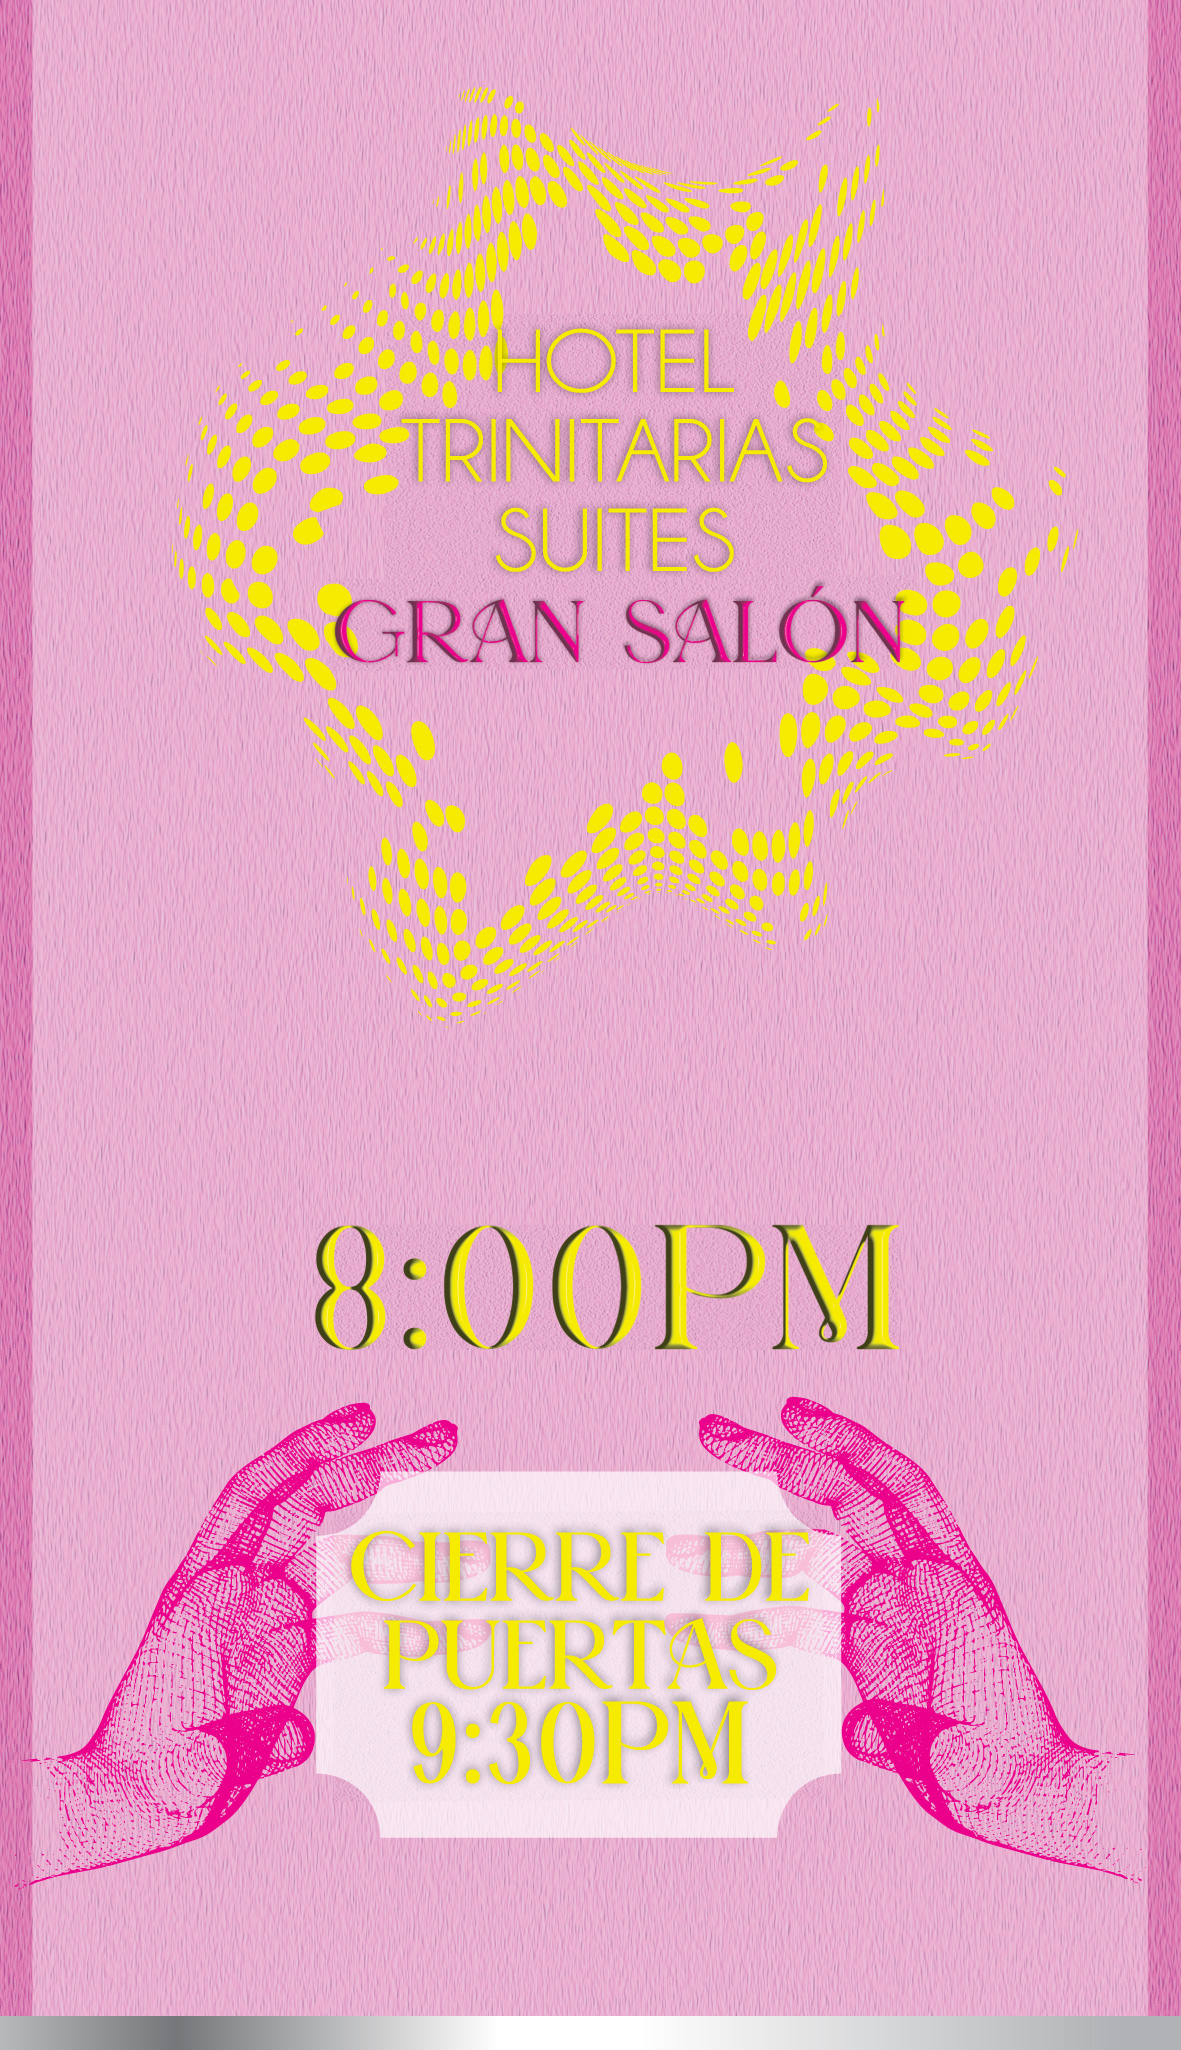 HOTEL
TRINITARIAS
SUITES
GRAN SALÓN
8:00PM
CIERRE DE
PUERTAS
9:30PM